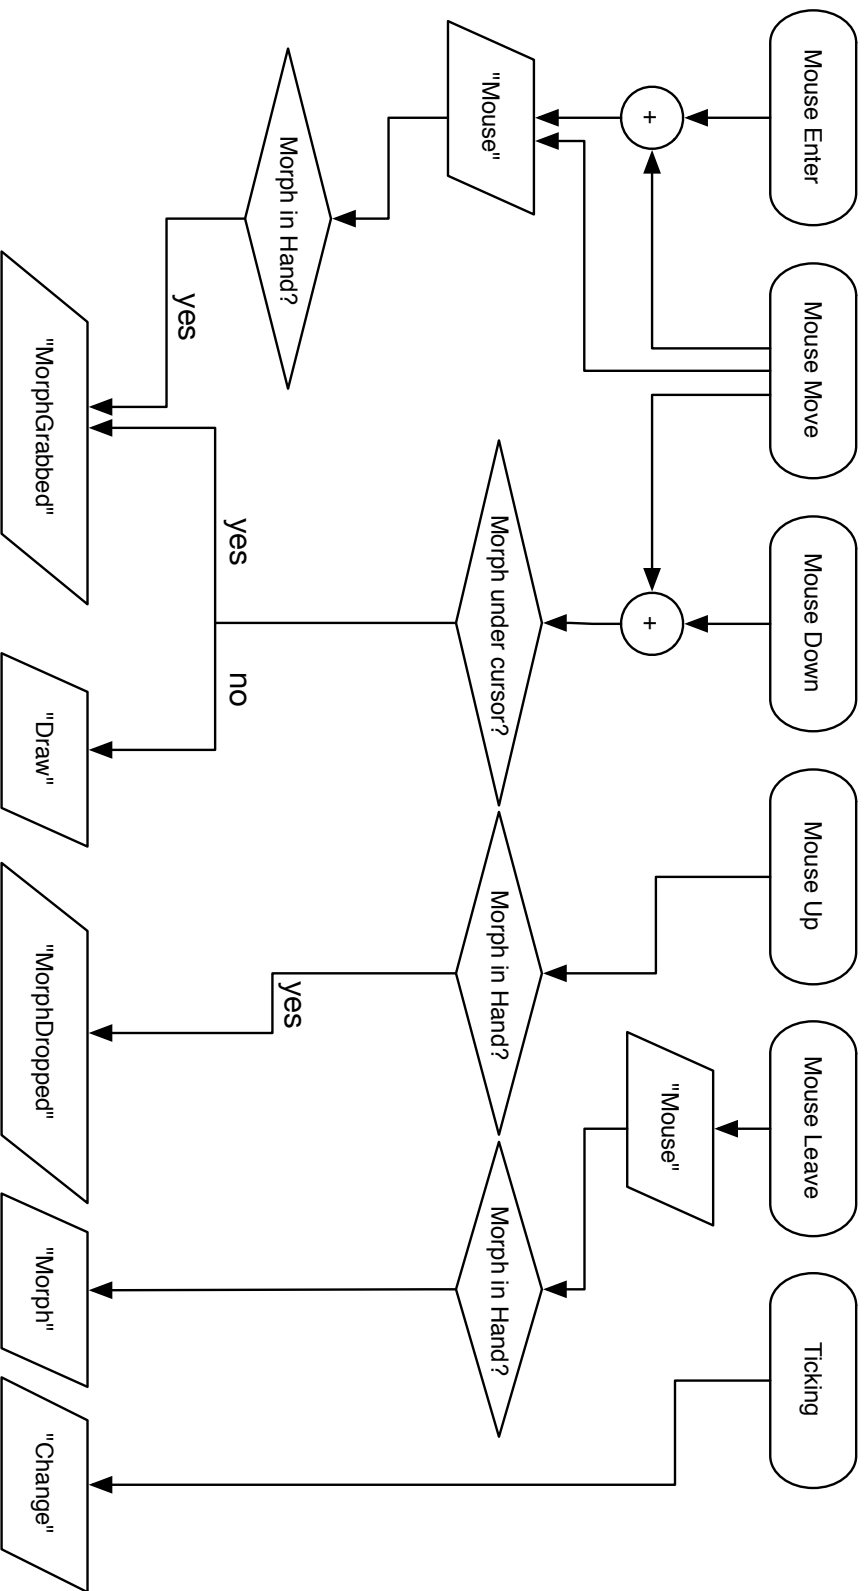 Mouse Enter
Mouse Move
Mouse Down
Mouse Up
Mouse Leave
Ticking
+
+
"Mouse"
"Mouse"
Morph under cursor?
Morph in Hand?
Morph in Hand?
Morph in Hand?
yes
yes
no
yes
"MorphGrabbed"
"Draw"
"MorphDropped"
"Morph"
"Change"